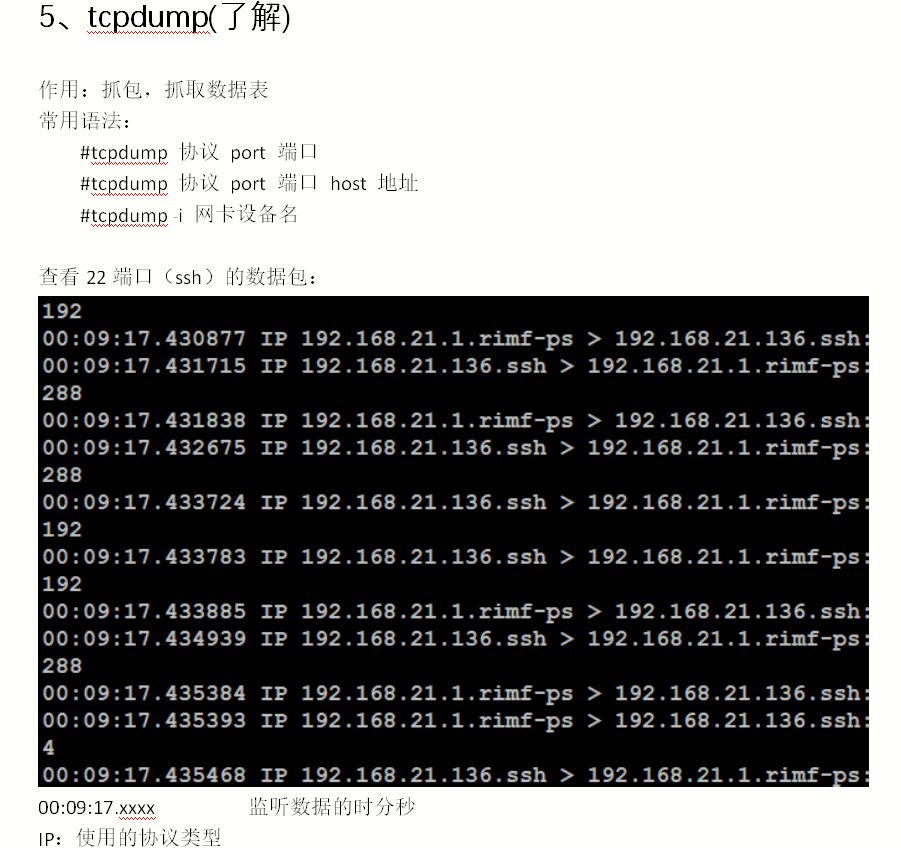 5、tcpdump(了解)
作用：抓包，抓取数据表
常用语法：
#tcpdump 协议 port 端口
#tcpdump 协议 port 端口 host 地址
#tcpdump -i 网卡设备名
查看 22 端口（ssh）的数据包：
192
00:09:17.430877 IP 192.168.21.1.rimf-ps > 192.168.21.136.ssh:
00:09:17.431715 IP 192.168.21.136.ssh > 192.168.21.1.rimf-ps:
288
00:09:17.431838 IP 192.168.21.1.rimf-ps > 192.168.21.136.ssh:
00:09:17.432675 IP 192.168.21.136.ssh > 192.168.21.1.rimf-ps:
288
00:09:17.433724 IP 192.168.21.136.ssh > 192.168.21.1.rimf-ps:
192
00:09:17.433783 IP 192.168.21.136.ssh > 192.168.21.1.rimf-ps:
192
00:09:17.433885 IP 192.168.21.1.rimf-ps > 192.168.21.136.ssh:
00:09:17.434939 IP 192.168.21.136.ssh > 192.168.21.1.rimf-ps:
288
00:09:17.435384 IP 192.168.21.1.rimf-ps > 192.168.21.136.ssh:
00:09:17.435393 IP 192.168.21.1.rimf-ps > 192.168.21.136.ssh:
4
00:09:17.435468 IP 192.168.21.136.ssh > 192.168.21.1.rimf-ps:
00:09:17.xxxx 监听数据的时分秒
IP：使用的协议类型